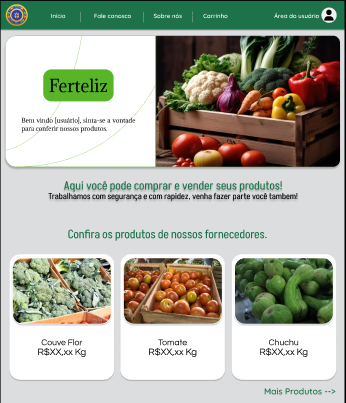 Início
Fale conosco
Sobre nós
Carrinho
Área do usuário
Ferteliz
Bem vindo [usuário], sinta-se a vontade
para conferir nossos produtos.
Aqui você pode comprar e vender seus produtos!
Trabalhamos com segurança e com rapidez, venha fazer parte você tambem!
Confira os produtos de nossos fornecedores.
Couve Flor
R$XX,xx Kg
Tomate
R$XX,xx Kg
Chuchu
R$XX,xx Kg
Mais Produtos -->